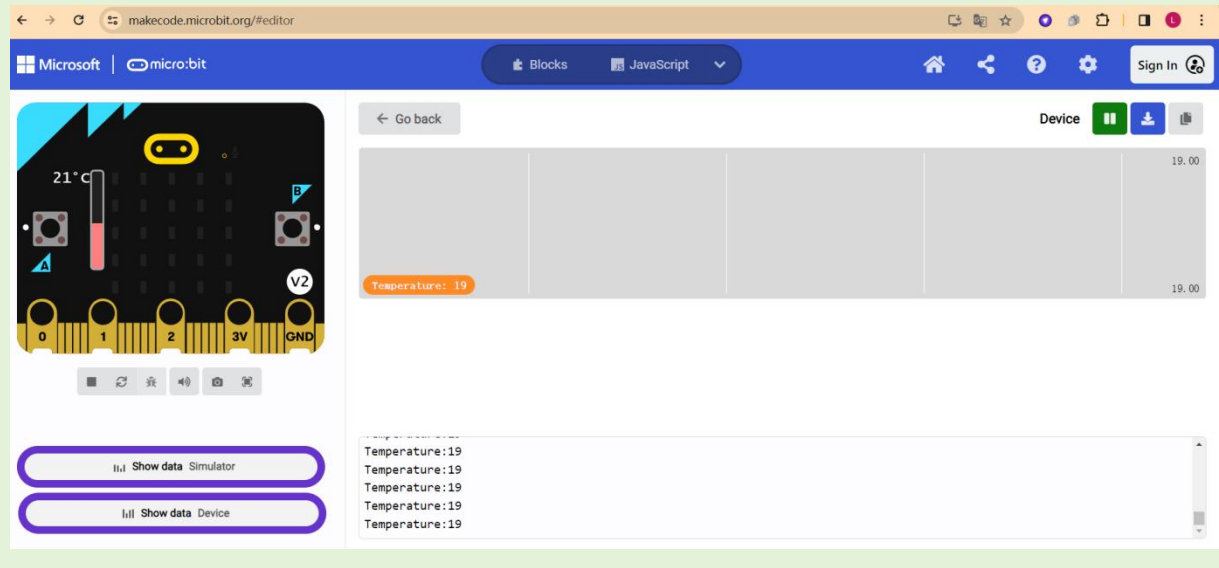 makecode.microbit.org/#editor
L
Microsoft
micro:bit
Blocks
JS JavaScript
Sign In
21°C
B
A
V2
0 1 2 3V GND
Go back
Device
19.00
Temperature: 19
19.00
Show data Simulator
Show data Device
Temperature:19
Temperature:19
Temperature:19
Temperature:19
Temperature:19